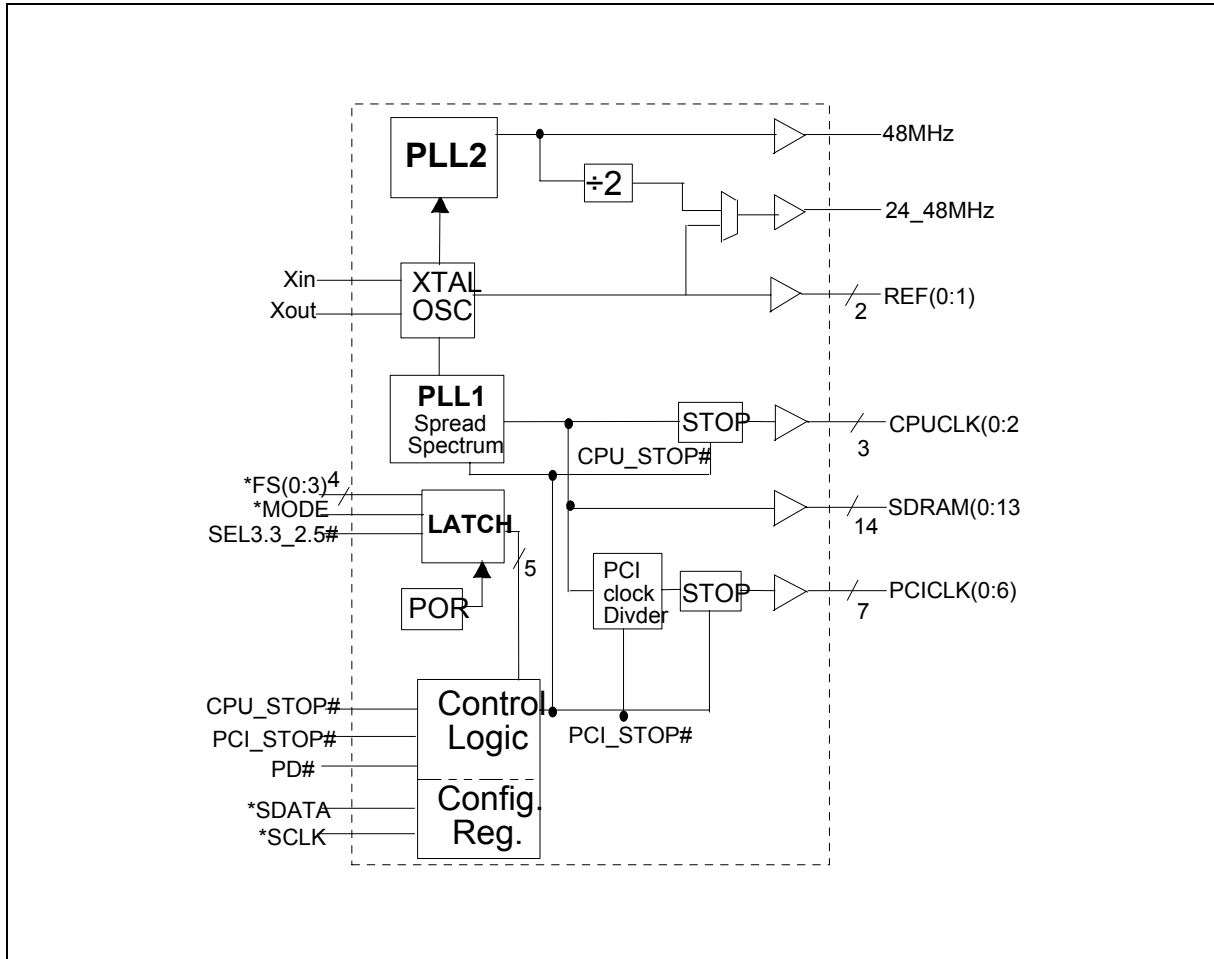 PLL2
48MHz
÷2
24_48MHz
Xin
XTAL
OSC
REF(0:1)
Xout
2
PLL1
Spread
Spectrum
STOP
CPUCLK(0:2
3
CPU_STOP#
*FS(0:3)
4
*MODE
SEL3.3_2.5#
LATCH
5
SDRAM(0:13
14
POR
PCI
clock
Divder
STOP
PCICLK(0:6)
7
CPU_STOP#
PCI_STOP#
PD#
Control
Logic
PCI_STOP#
*SDATA
*SCLK
Config.
Reg.